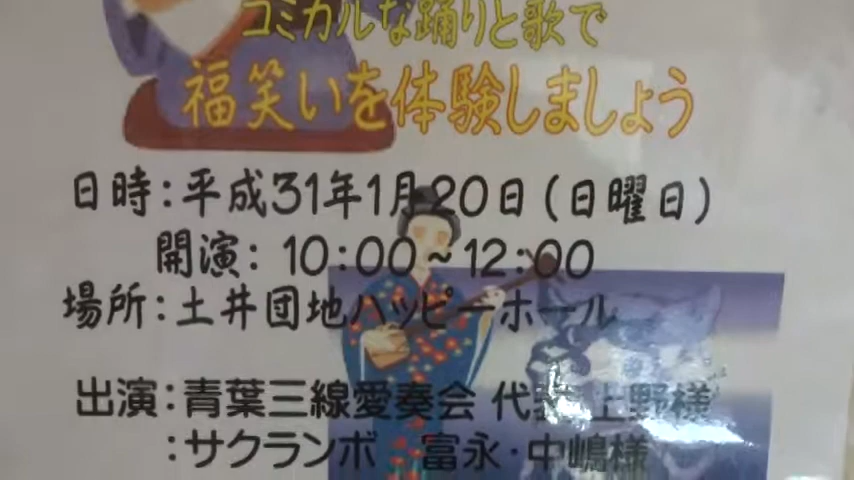 コミカルな踊りと歌で
福笑いを体験しましょう
日時:平成31年1月20日(日曜日)
開演: 10:00~12:00
場所:土井団地ハッピーホール
出演:青葉三線愛奏会 代表 上野様
:サクランボ 富永・中嶋様